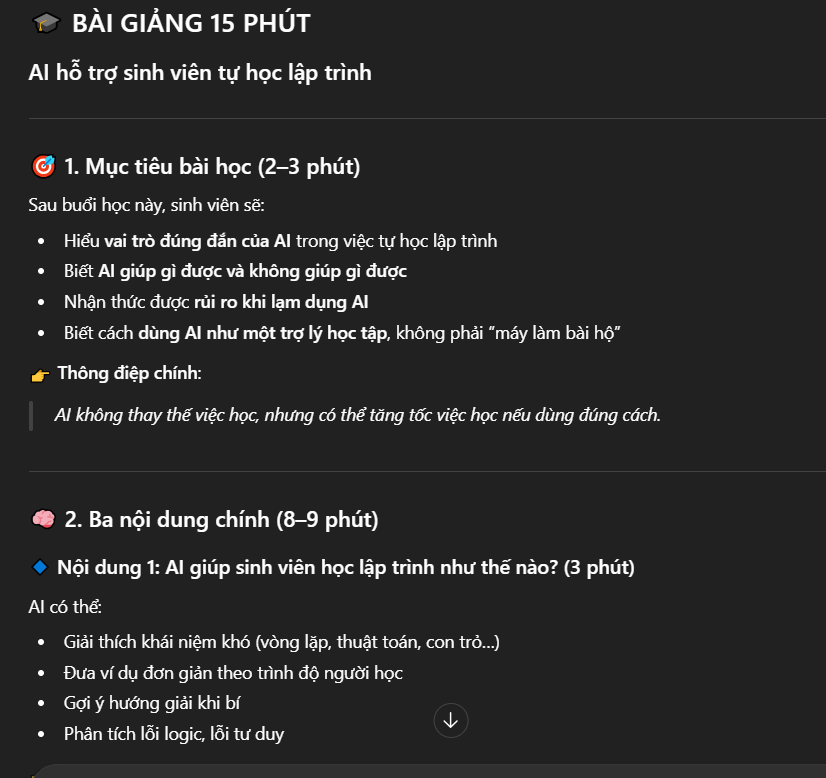 🎓 BÀI GIẢNG 15 PHÚT
AI hỗ trợ sinh viên tự học lập trình
🎯 1. Mục tiêu bài học (2–3 phút)
Sau buổi học này, sinh viên sẽ:
• Hiểu vai trò đúng đắn của AI trong việc tự học lập trình
• Biết AI giúp gì được và không giúp gì được
• Nhận thức được rủi ro khi lạm dụng AI
• Biết cách dùng AI như một trợ lý học tập, không phải “máy làm bài hộ”
👉 Thông điệp chính:
AI không thay thế việc học, nhưng có thể tăng tốc việc học nếu dùng đúng cách.
🧠 2. Ba nội dung chính (8–9 phút)
🔹 Nội dung 1: AI giúp sinh viên học lập trình như thế nào? (3 phút)
AI có thể:
• Giải thích khái niệm khó (vòng lặp, thuật toán, con trỏ…)
• Đưa ví dụ đơn giản theo trình độ người học
• Gợi ý hướng giải khi bí
• Phân tích lỗi logic, lỗi tư duy